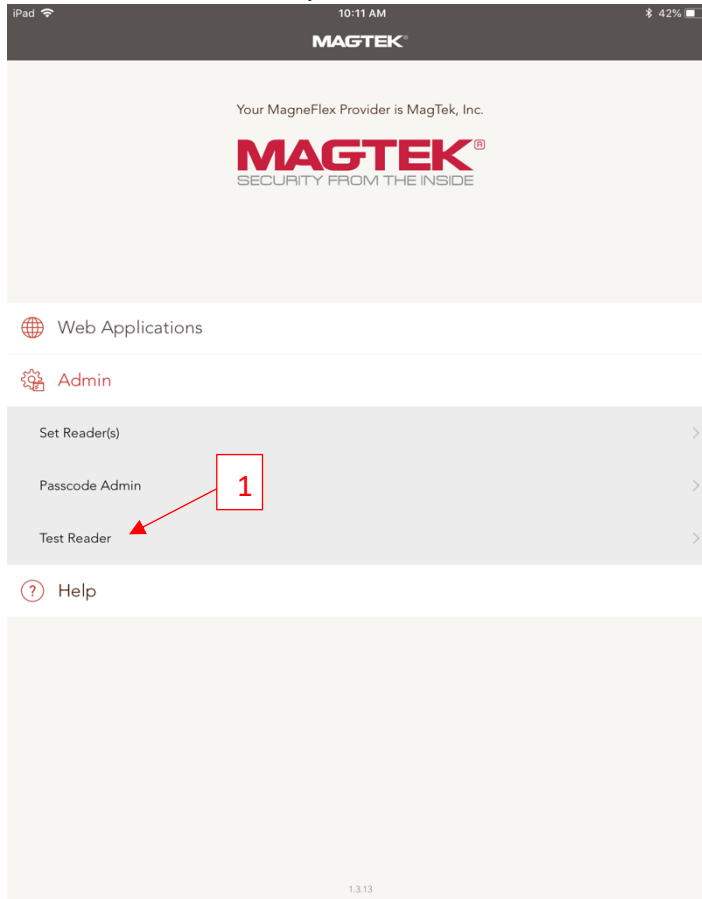 iPad 10:11 AM 42%
MAGTEK®
Your MagneFlex Provider is MagTek, Inc.
MAGTEK®
SECURITY FROM THE INSIDE
Web Applications
Admin
Set Reader(s)
Passcode Admin
1
Test Reader
? Help
1.3.13